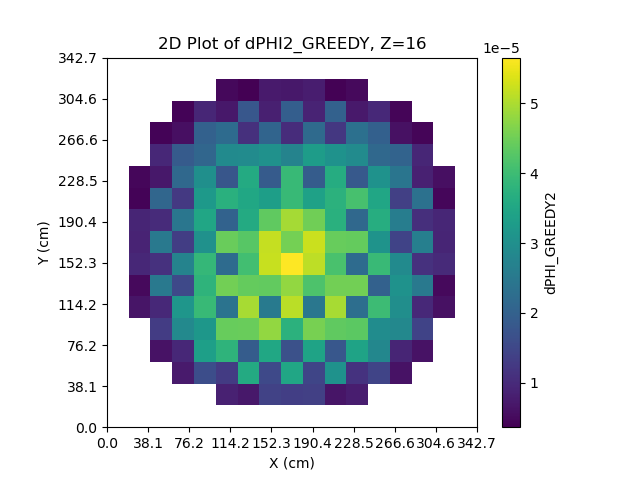 2D Plot of dPHI2_GREEDY, Z=16
1e−5
342.7
304.6
266.6
228.5
190.4
152.3
114.2
76.2
38.1
0.0
Y (cm)
0.0 38.1 76.2 114.2 152.3 190.4 228.5 266.6 304.6 342.7
X (cm)
5
4
3
2
1
dPHI_GREEDY2